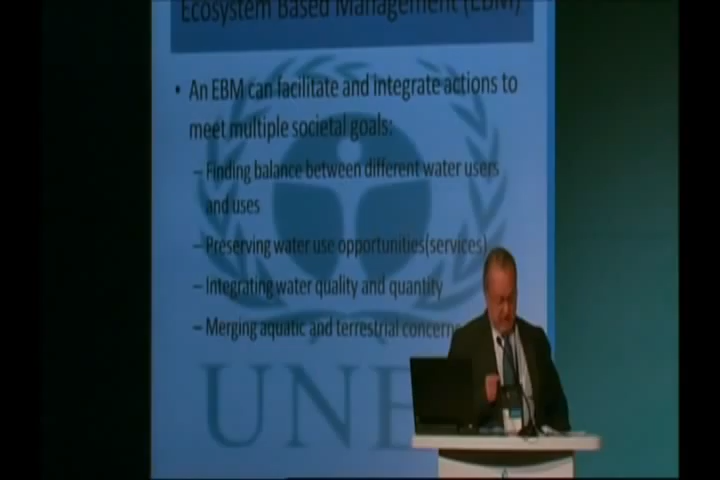 Ecosystem Based Management (EBM)
• An EBM can facilitate and integrate actions to
meet multiple societal goals:
– Finding balance between different water users
and uses
– Preserving water use opportunities(services)
– Integrating water quality and quantity
– Merging aquatic and terrestrial concerns
UNE